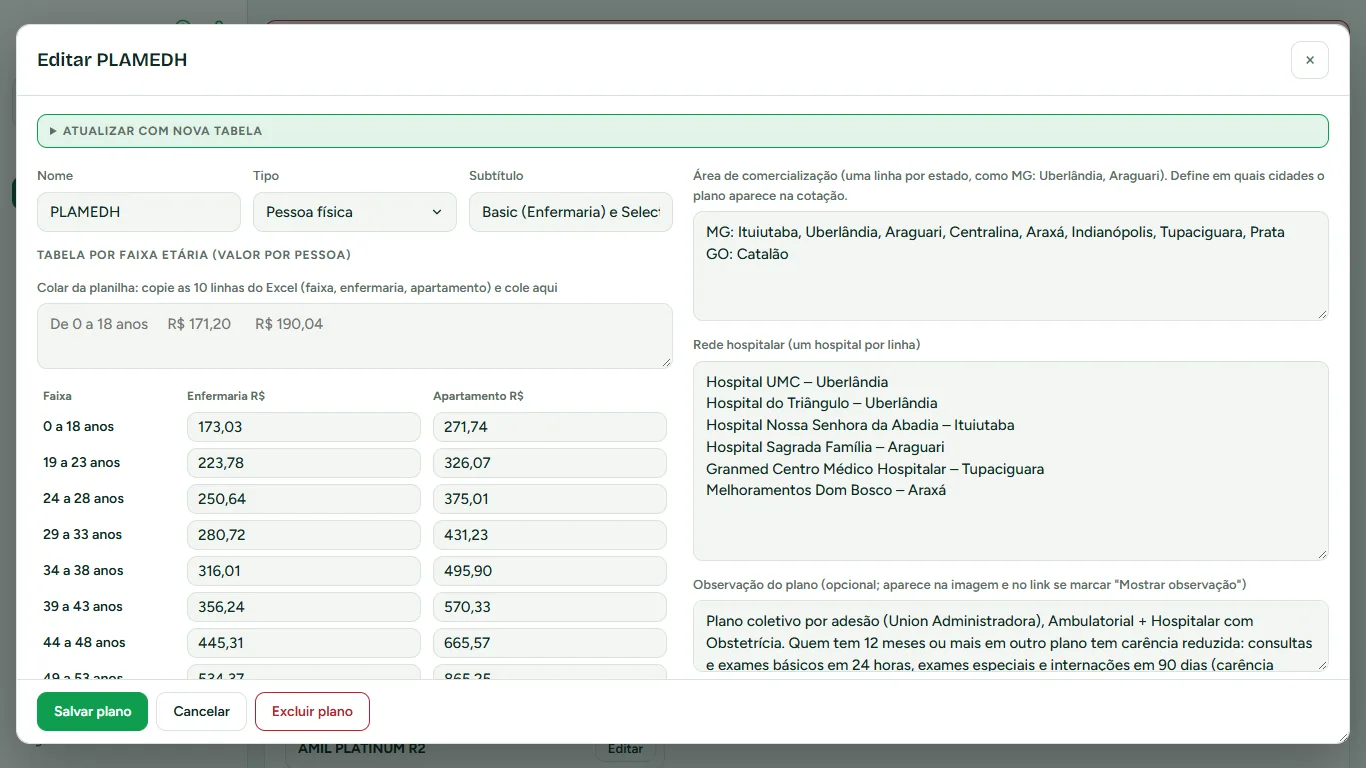 Editar PLAMEDH
×
ATUALIZAR COM NOVA TABELA
Nome
Tipo
Subtítulo
PLAMEDH
Pessoa física
Basic (Enfermaria) e Select
TABELA POR FAIXA ETÁRIA (VALOR POR PESSOA)
Colar da planilha: copie as 10 linhas do Excel (faixa, enfermaria, apartamento) e cole aqui
De 0 a 18 anos R$ 171,20 R$ 190,04
Faixa Enfermaria R$ Apartamento R$
0 a 18 anos 173,03 271,74
19 a 23 anos 223,78 326,07
24 a 28 anos 250,64 375,01
29 a 33 anos 280,72 431,23
34 a 38 anos 316,01 495,90
39 a 43 anos 356,24 570,33
44 a 48 anos 445,31 665,57
49 a 53 anos 534,37 865,25
Área de comercialização (uma linha por estado, como MG: Uberlândia, Araguari). Define em quais cidades o
plano aparece na cotação.
MG: Ituiutaba, Uberlândia, Araguari, Centralina, Araxá, Indianópolis, Tupaciguara, Prata
GO: Catalão
Rede hospitalar (um hospital por linha)
Hospital UMC – Uberlândia
Hospital do Triângulo – Uberlândia
Hospital Nossa Senhora da Abadia – Ituiutaba
Hospital Sagrada Família – Araguari
Granmed Centro Médico Hospitalar – Tupaciguara
Melhoramentos Dom Bosco – Araxá
Observação do plano (opcional; aparece na imagem e no link se marcar "Mostrar observação")
Plano coletivo por adesão (Union Administradora), Ambulatorial + Hospitalar com
Obstetrícia. Quem tem 12 meses ou mais em outro plano tem carência reduzida: consultas
e exames básicos em 24 horas, exames especiais e internações em 90 dias (carência
Salvar plano
Cancelar
Excluir plano
AMIL PLATINUM R2
Editar